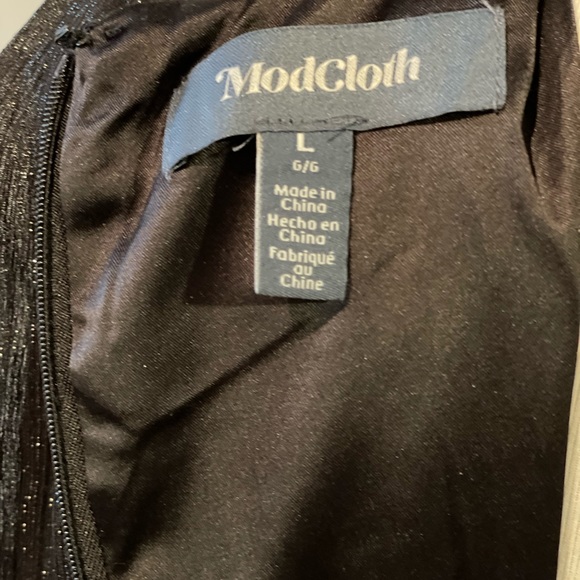 ModCloth
L
G/G
Made in
China
Hecho en
China
Fabriqué
au
Chine